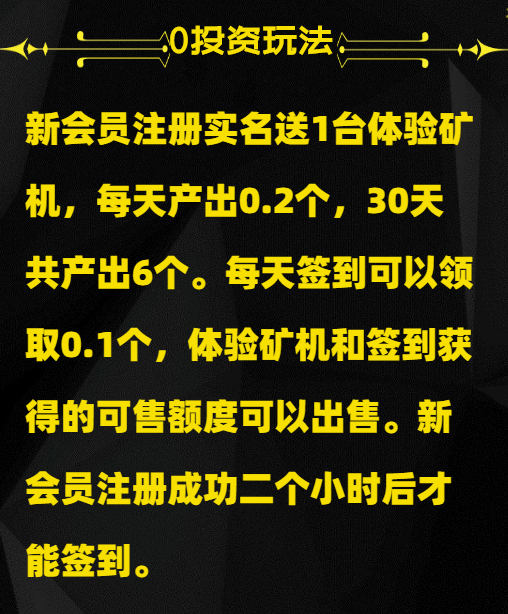 0投资玩法
新会员注册实名送1台体验矿
机，每天产出0.2个，30天
共产出6个。每天签到可以领
取0.1个，体验矿机和签到获
得的可售额度可以出售。新
会员注册成功二个小时后才
能签到。